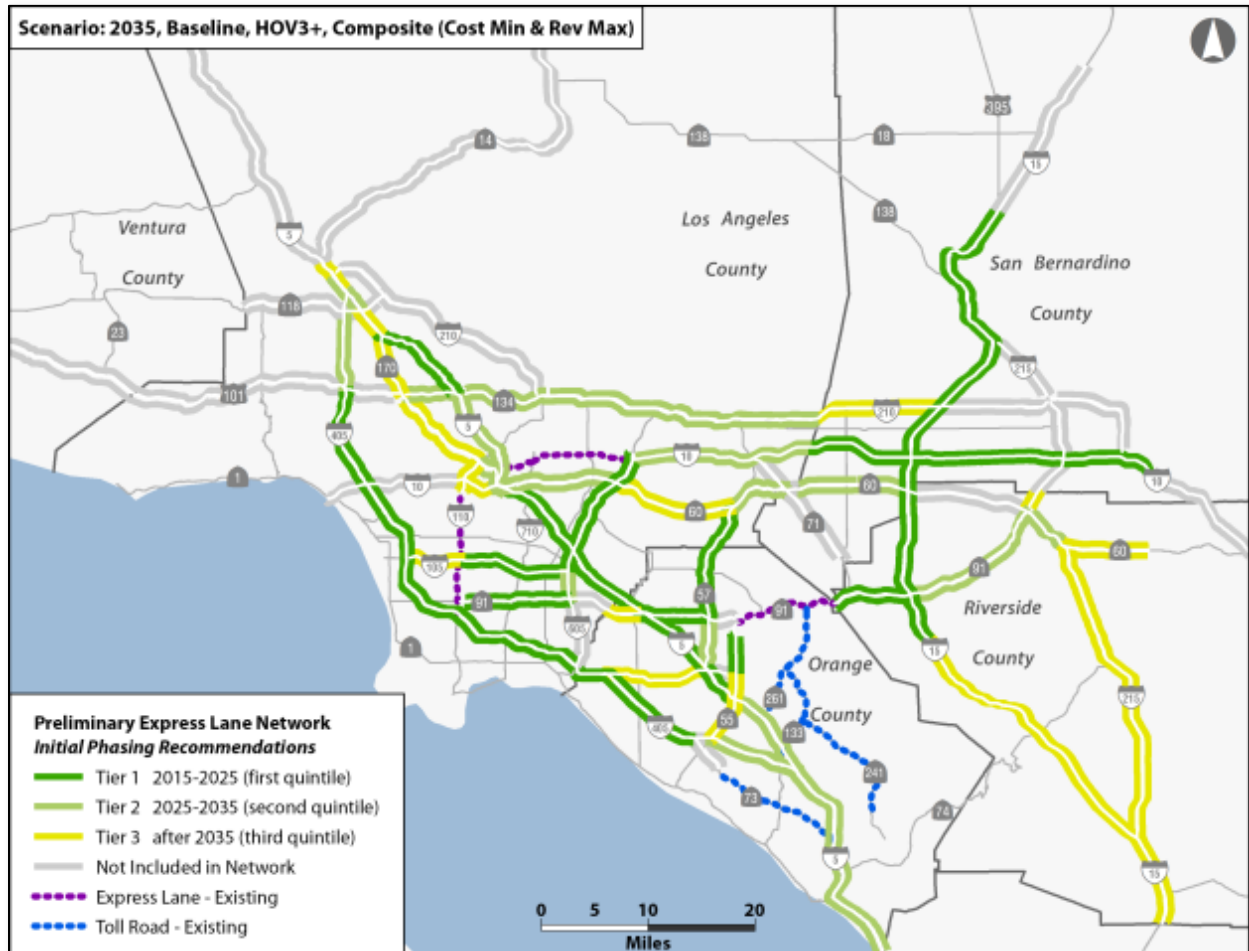 Scenario: 2035, Baseline, HOV3+, Composite (Cost Min & Rev Max)
395
14
138
18
15
138
Ventura
County
5
Los Angeles
County
San Bernardino
County
118
23
210
170
215
101
134
210
5
405
10
1
10
60
10
110
710
60
71
105
60
91
57
91
91
605
5
Riverside
County
1
15
Orange
County
261
215
405
55
133
241
73
74
5
15
Preliminary Express Lane Network
Initial Phasing Recommendations
Tier 1 2015-2025 (first quintile)
Tier 2 2025-2035 (second quintile)
Tier 3 after 2035 (third quintile)
Not Included in Network
Express Lane - Existing
Toll Road - Existing
0 5 10 20
Miles